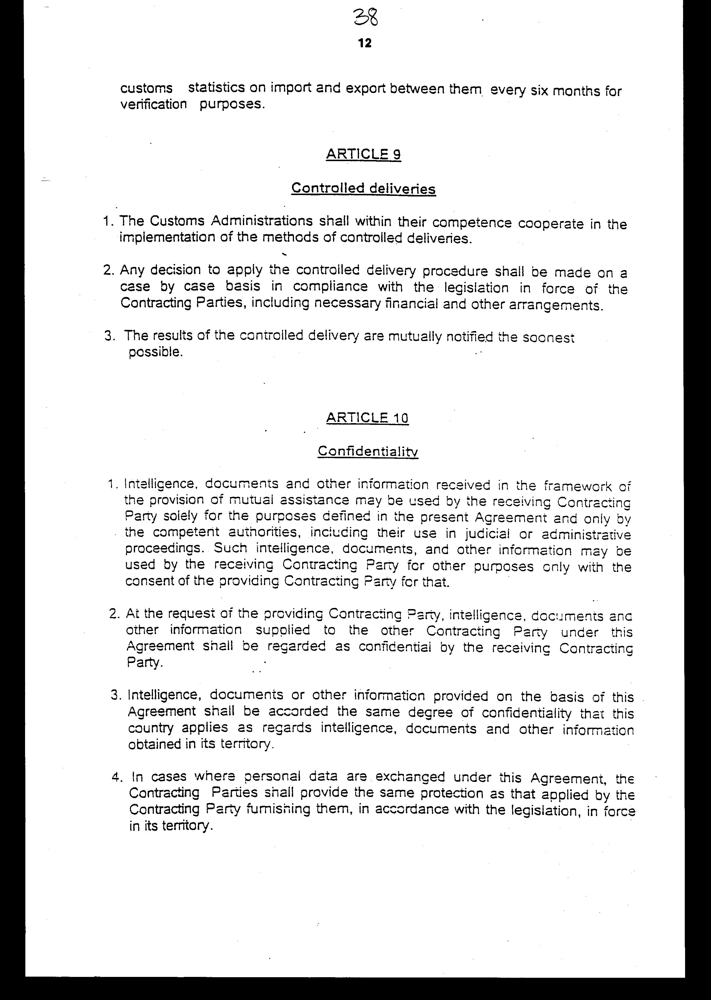 38
12
customs statistics on import and export between them every six months for
verification purposes.
ARTICLE 9
Controlled deliveries
1. The Customs Administrations shall within their competence cooperate in the
implementation of the methods of controlled deliveries.
2. Any decision to apply the controlled delivery procedure shall be made on a
case by case basis in compliance with the legislation in force of the
Contracting Parties, including necessary financial and other arrangements.
3. The results of the controlled delivery are mutually notified the soonest
possible.
ARTICLE 10
Confidentiality
1. Intelligence, documents and other information received in the framework of
the provision of mutual assistance may be used by the receiving Contracting
Party solely for the purposes defined in the present Agreement and only by
the competent authorities, including their use in judicial or administrative
proceedings. Such intelligence, documents, and other information may be
used by the receiving Contracting Party for other purposes only with the
consent of the providing Contracting Party for that.
2. At the request of the providing Contracting Party, intelligence, documents and
other information supplied to the other Contracting Party under this
Agreement shall be regarded as confidential by the receiving Contracting
Party.
3. Intelligence, documents or other information provided on the basis of this
Agreement shall be accorded the same degree of confidentiality that this
country applies as regards intelligence, documents and other information
obtained in its territory.
4. In cases where personal data are exchanged under this Agreement, the
Contracting Parties shall provide the same protection as that applied by the
Contracting Party furnishing them, in accordance with the legislation, in force
in its territory.